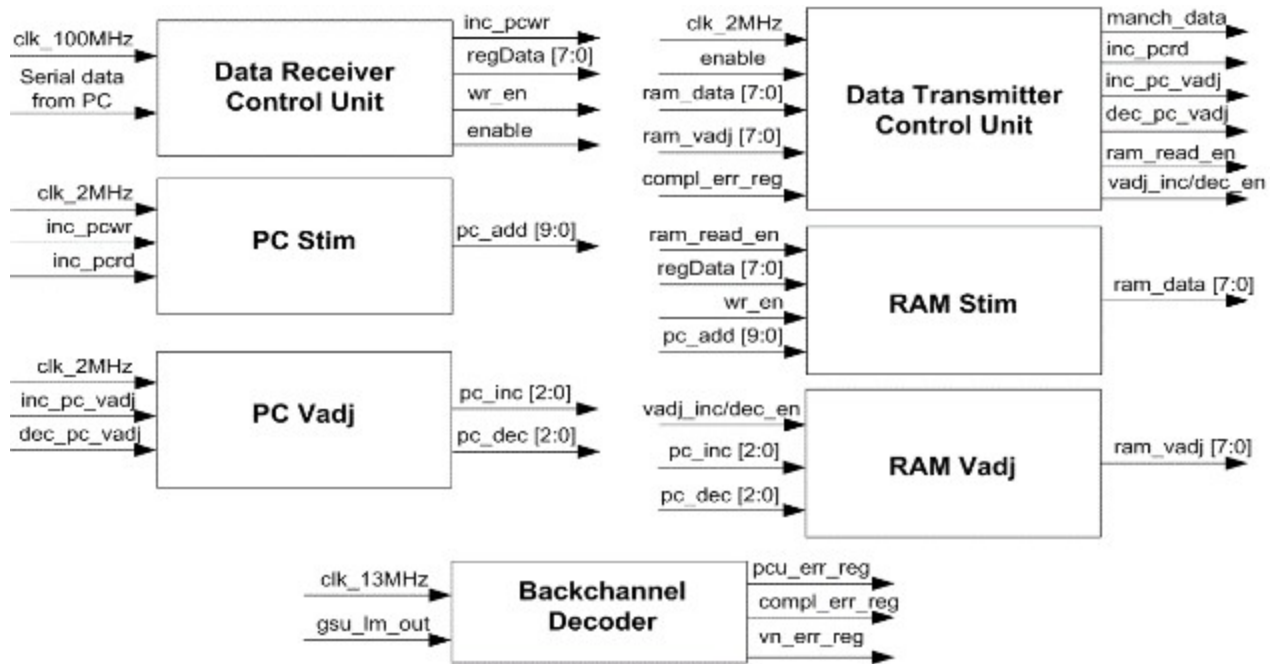 clk_100MHz
Serial data
from PC
Data Receiver
Control Unit
inc_pcwr
regData [7:0]
wr_en
enable
clk_2MHz
enable
ram_data [7:0]
ram_vadj [7:0]
compl_err_reg
Data Transmitter
Control Unit
manch_data
inc_pcrd
inc_pc_vadj
dec_pc_vadj
ram_read_en
vadj_inc/dec_en
clk_2MHz
inc_pcwr
inc_pcrd
PC Stim
pc_add [9:0]
ram_read_en
regData [7:0]
wr_en
pc_add [9:0]
RAM Stim
ram_data [7:0]
clk_2MHz
inc_pc_vadj
dec_pc_vadj
PC Vadj
pc_inc [2:0]
pc_dec [2:0]
vadj_inc/dec_en
pc_inc [2:0]
pc_dec [2:0]
RAM Vadj
ram_vadj [7:0]
clk_13MHz
gsu_lm_out
Backchannel
Decoder
pcu_err_reg
compl_err_reg
vn_err_reg